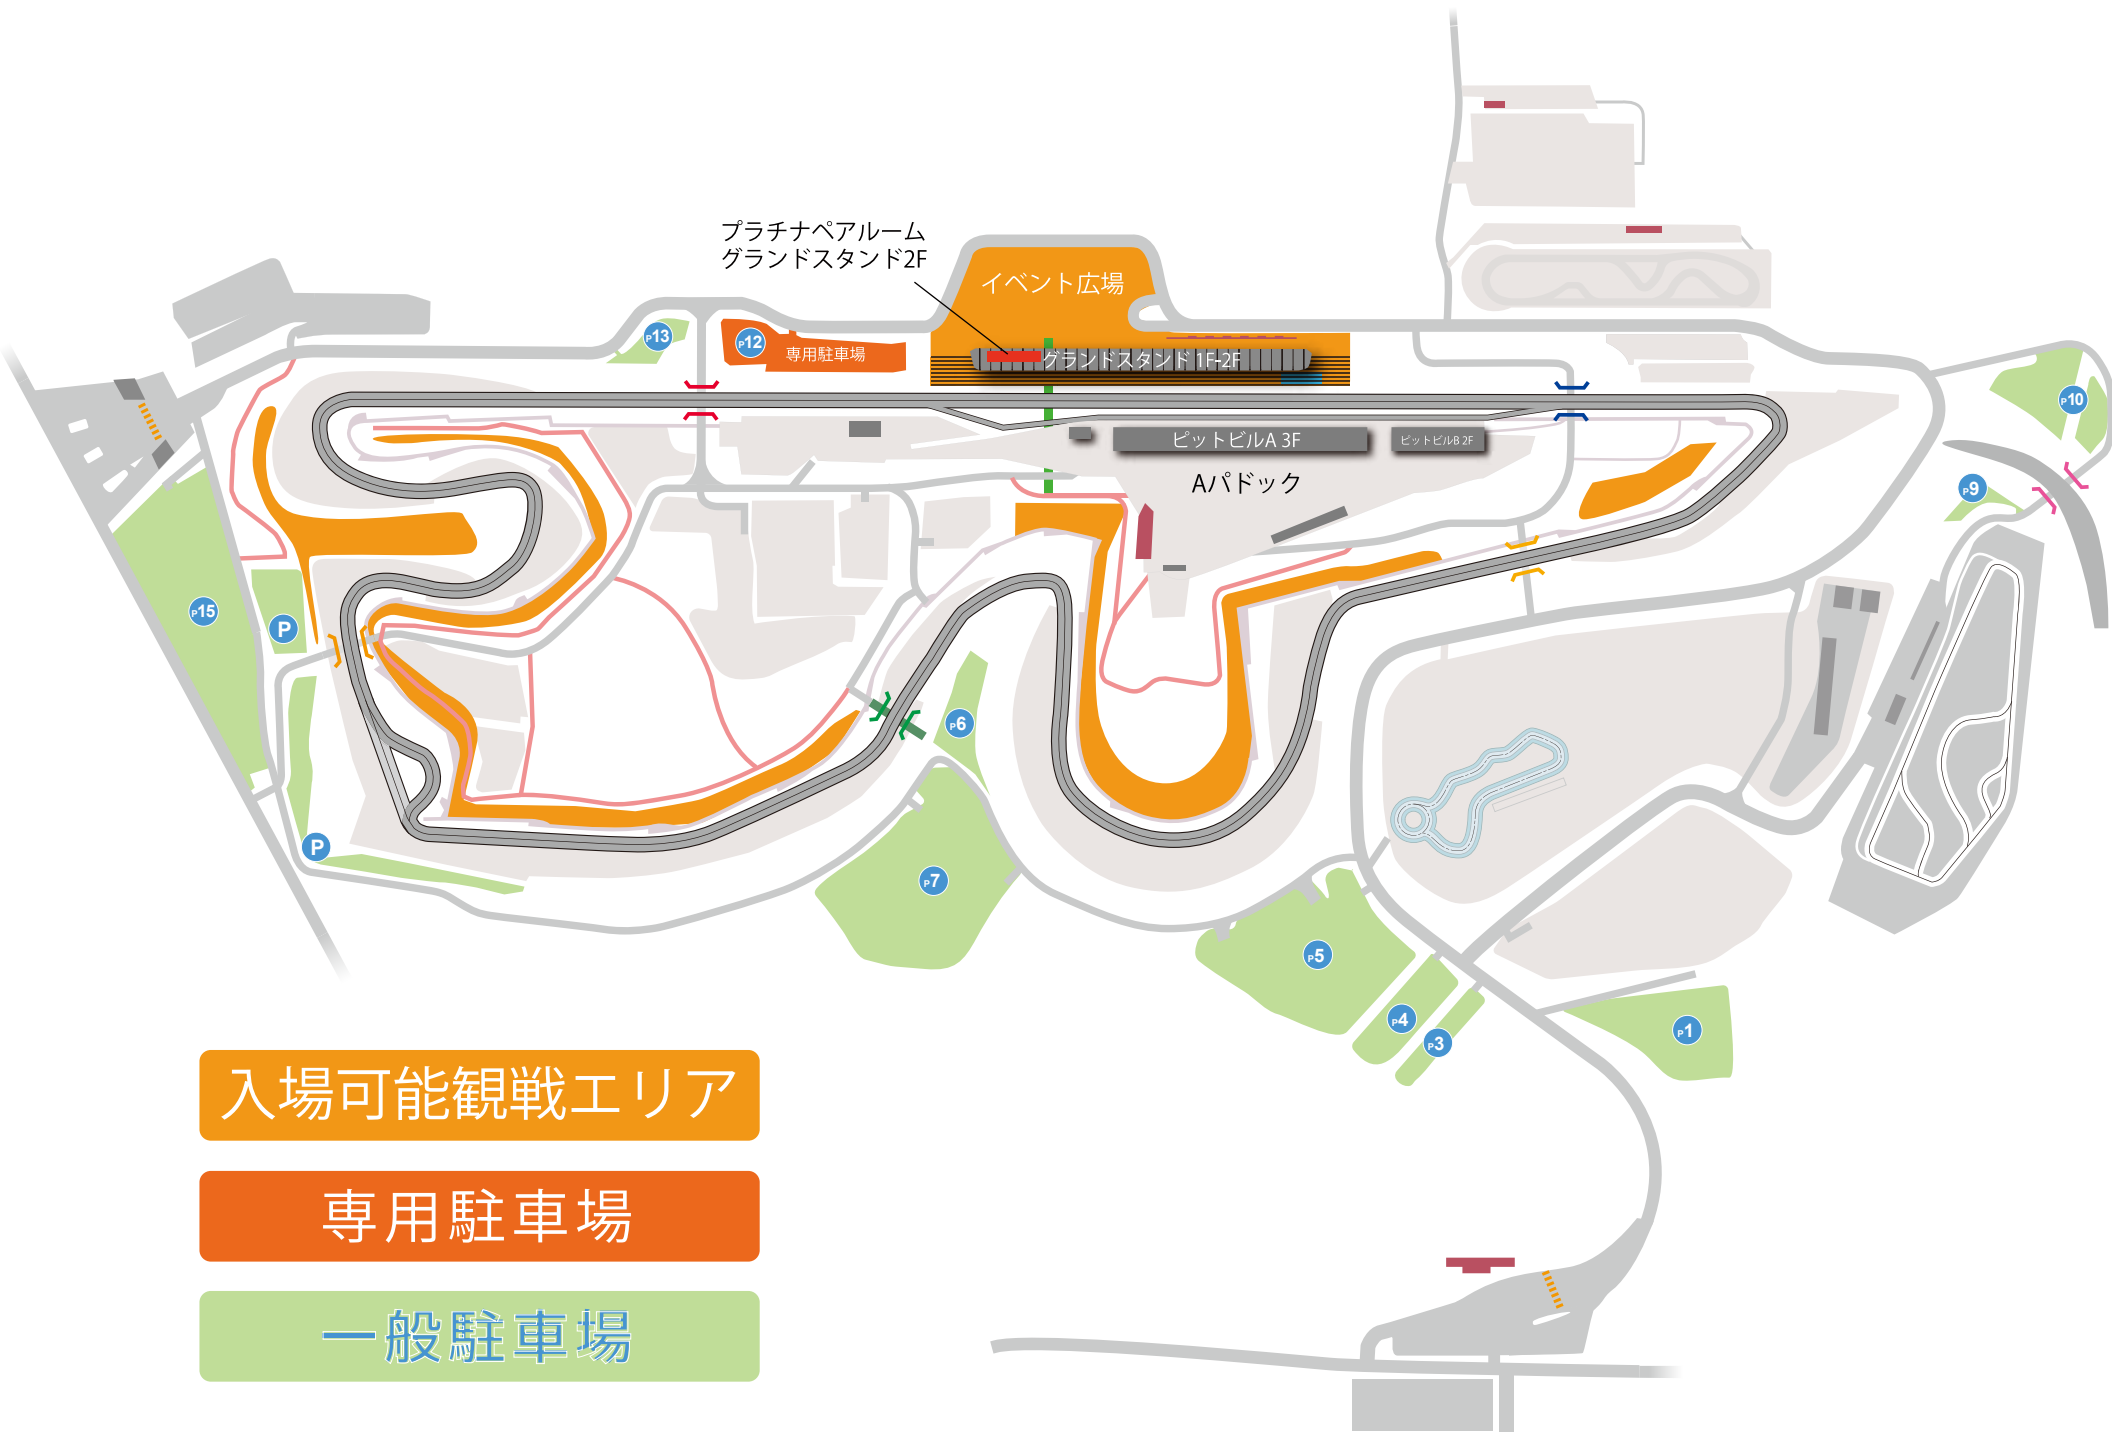 プラチナペアルーム
グランドスタンド2F
イベント広場
P13
P12
専用駐車場
グランドスタンド 1F-2F
P10
ピットビルA 3F
ピットビルB 2F
Aパドック
P9
P15
P
P6
P
P7
P5
P4
P3
P1
入場可能観戦エリア
専用駐車場
一般駐車場